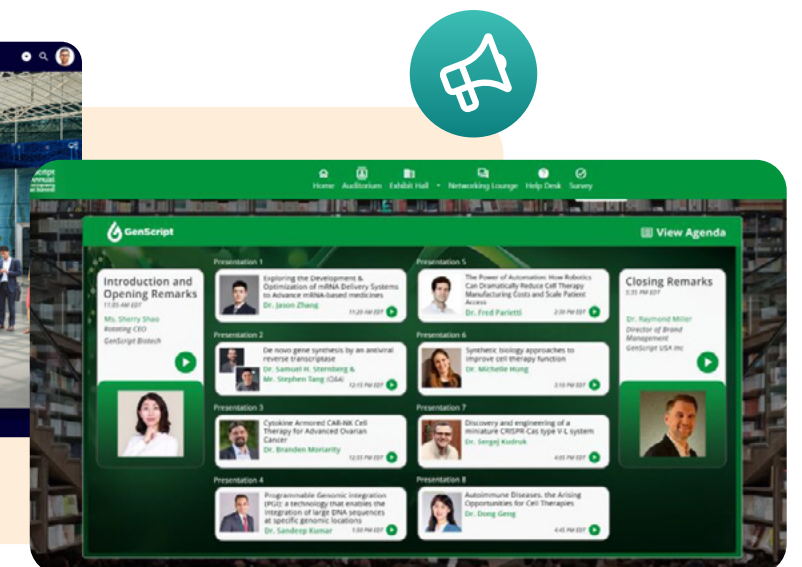 Home Auditorium Exhibit Hall Networking Lounge Help Desk Survey
GenScript
View Agenda
Introduction and
Opening Remarks
11:05 AM EDT
Ms. Sherry Shao
Rotating CEO
GenScript Biotech
Presentation 1
Exploring the Development &
Optimization of mRNA Delivery Systems
to Advance mRNA-based medicines
Dr. Jason Zhang
11:20 AM EDT
Presentation 2
De novo gene synthesis by an antiviral
reverse transcriptase
Dr. Samuel H. Sternberg &
Mr. Stephen Tang (Q&A)
12:15 PM EDT
Presentation 3
Cytokine Armored CAR-NK Cell
Therapy for Advanced Ovarian
Cancer
Dr. Branden Moriarity
12:55 PM EDT
Presentation 4
Programmable Genomic Integration
(PGI): a technology that enables the
integration of large DNA sequences
at specific genomic locations
Dr. Sandeep Kumar
1:50 PM EDT
Presentation 5
The Power of Automation: How Robotics
Can Dramatically Reduce Cell Therapy
Manufacturing Costs and Scale Patient
Access
Dr. Fred Parietti
2:30 PM EDT
Presentation 6
Synthetic biology approaches to
improve cell therapy function
Dr. Michelle Hung
3:10 PM EDT
Presentation 7
Discovery and engineering of a
miniature CRISPR-Cas type V-L system
Dr. Sergej Kudruk
4:05 PM EDT
Presentation 8
Autoimmune Diseases, the Arising
Opportunities for Cell Therapies
Dr. Dong Geng
4:45 PM EDT
Closing Remarks
5:35 PM EDT
Dr. Raymond Miller
Director of Brand
Management
GenScript USA Inc